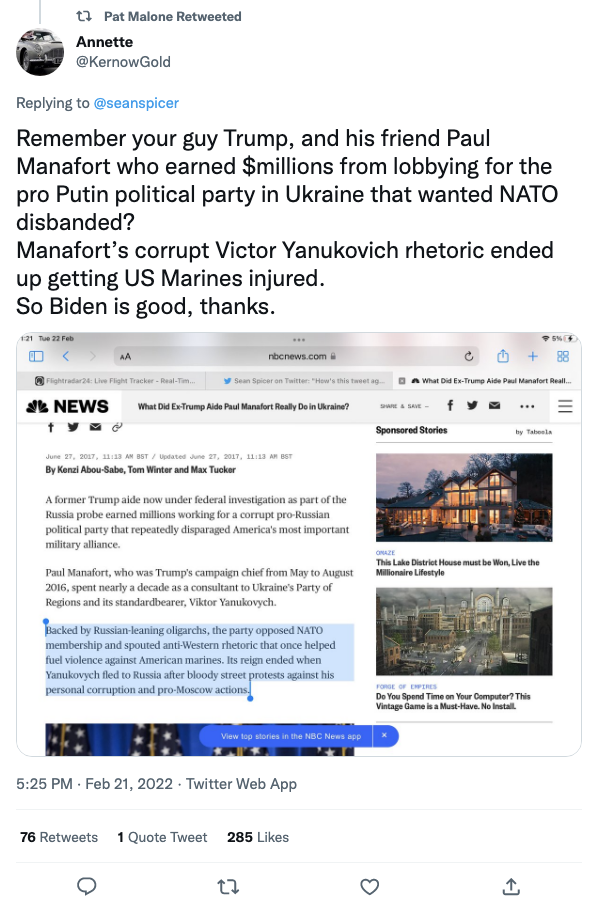 Pat Malone Retweeted
Annette
@KernowGold
Replying to @seanspicer
Remember your guy Trump, and his friend Paul
Manafort who earned $millions from lobbying for the
pro Putin political party in Ukraine that wanted NATO
disbanded?
Manafort’s corrupt Victor Yanukovich rhetoric ended
up getting US Marines injured.
So Biden is good, thanks.
1:21 Tue 22 Feb
5%
AA
nbcnews.com
Flightradar24: Live Flight Tracker - Real-Tim...
Sean Spicer on Twitter: "How's this tweet ag...
What Did Ex-Trump Aide Paul Manafort Reall...
NEWS
What Did Ex-Trump Aide Paul Manafort Really Do in Ukraine?
SHARE & SAVE —
June 27, 2017, 11:13 AM BST / Updated June 27, 2017, 11:13 AM BST
By Kenzi Abou-Sabe, Tom Winter and Max Tucker
A former Trump aide now under federal investigation as part of the
Russia probe earned millions working for a corrupt pro-Russian
political party that repeatedly disparaged America's most important
military alliance.
Paul Manafort, who was Trump's campaign chief from May to August
2016, spent nearly a decade as a consultant to Ukraine's Party of
Regions and its standardbearer, Viktor Yanukovych.
Backed by Russian-leaning oligarchs, the party opposed NATO
membership and spouted anti-Western rhetoric that once helped
fuel violence against American marines. Its reign ended when
Yanukovych fled to Russia after bloody street protests against his
personal corruption and pro-Moscow actions.
Sponsored Stories
by Taboola
OMAZE
This Lake District House must be Won, Live the
Millionaire Lifestyle
FORGE OF EMPIRES
Do You Spend Time on Your Computer? This
Vintage Game is a Must-Have. No Install.
View top stories in the NBC News app
5:25 PM · Feb 21, 2022 · Twitter Web App
76 Retweets 1 Quote Tweet 285 Likes